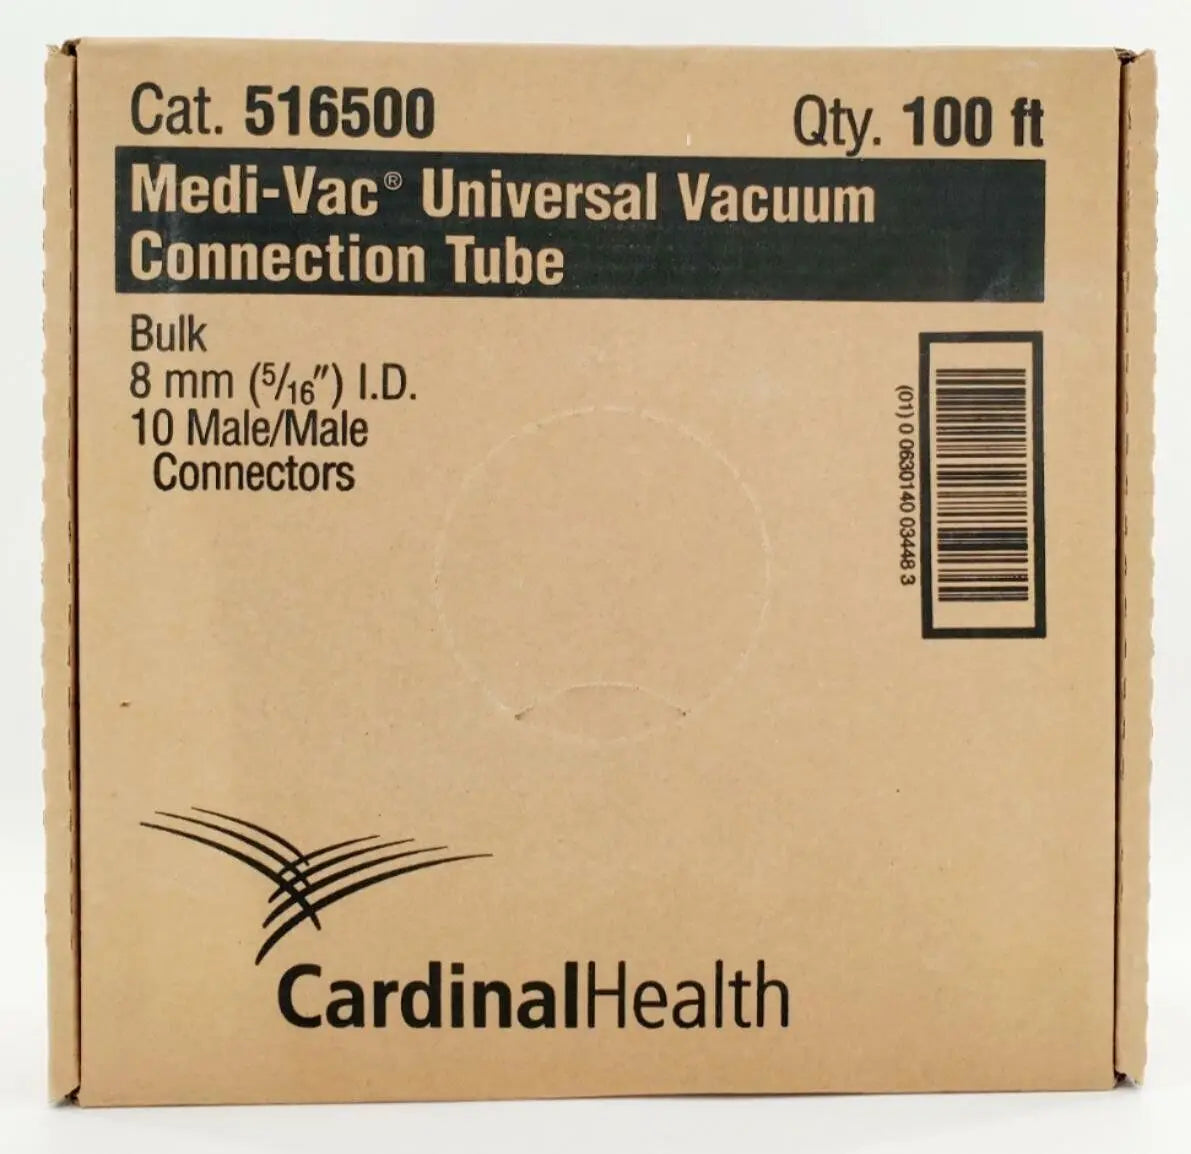 Cat. 516500
Qty. 100 ft
Medi-Vac® Universal Vacuum
Connection Tube
Bulk
8 mm (5/16") I.D.
10 Male/Male
Connectors
(01) 0 0630140 03448 3
CardinalHealth